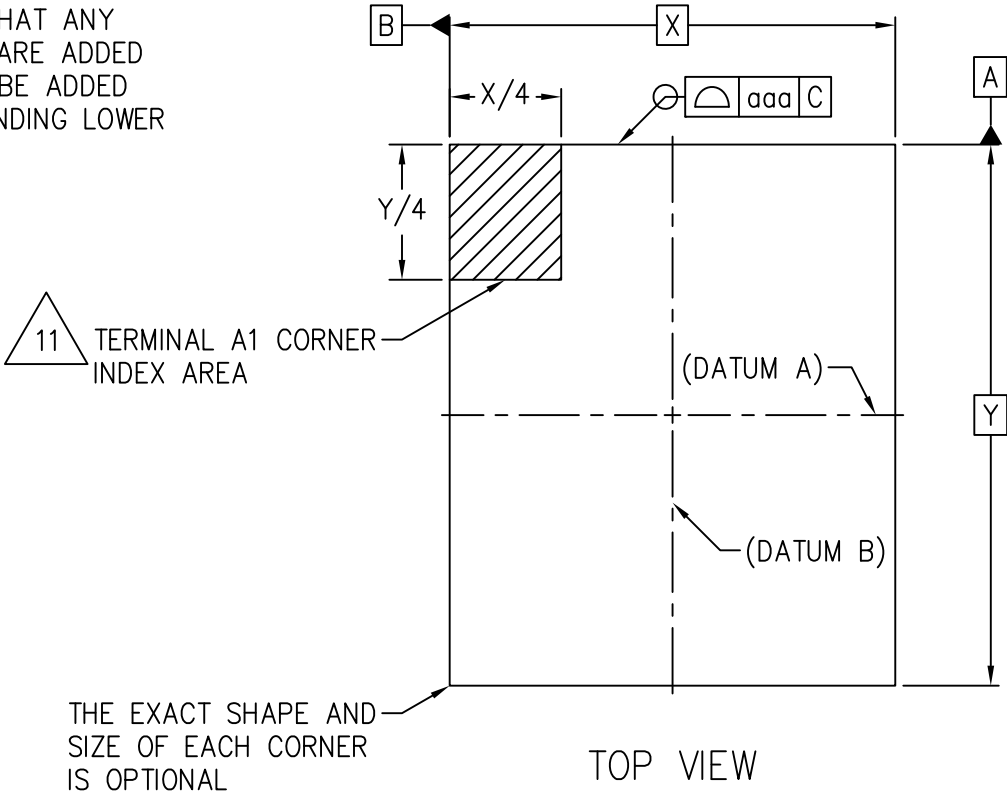 HAT ANY
ARE ADDED
BE ADDED
NDING LOWER
B
X
A
X/4
aaa C
Y/4
11
TERMINAL A1 CORNER
INDEX AREA
(DATUM A)
Y
(DATUM B)
THE EXACT SHAPE AND
SIZE OF EACH CORNER
IS OPTIONAL
TOP VIEW